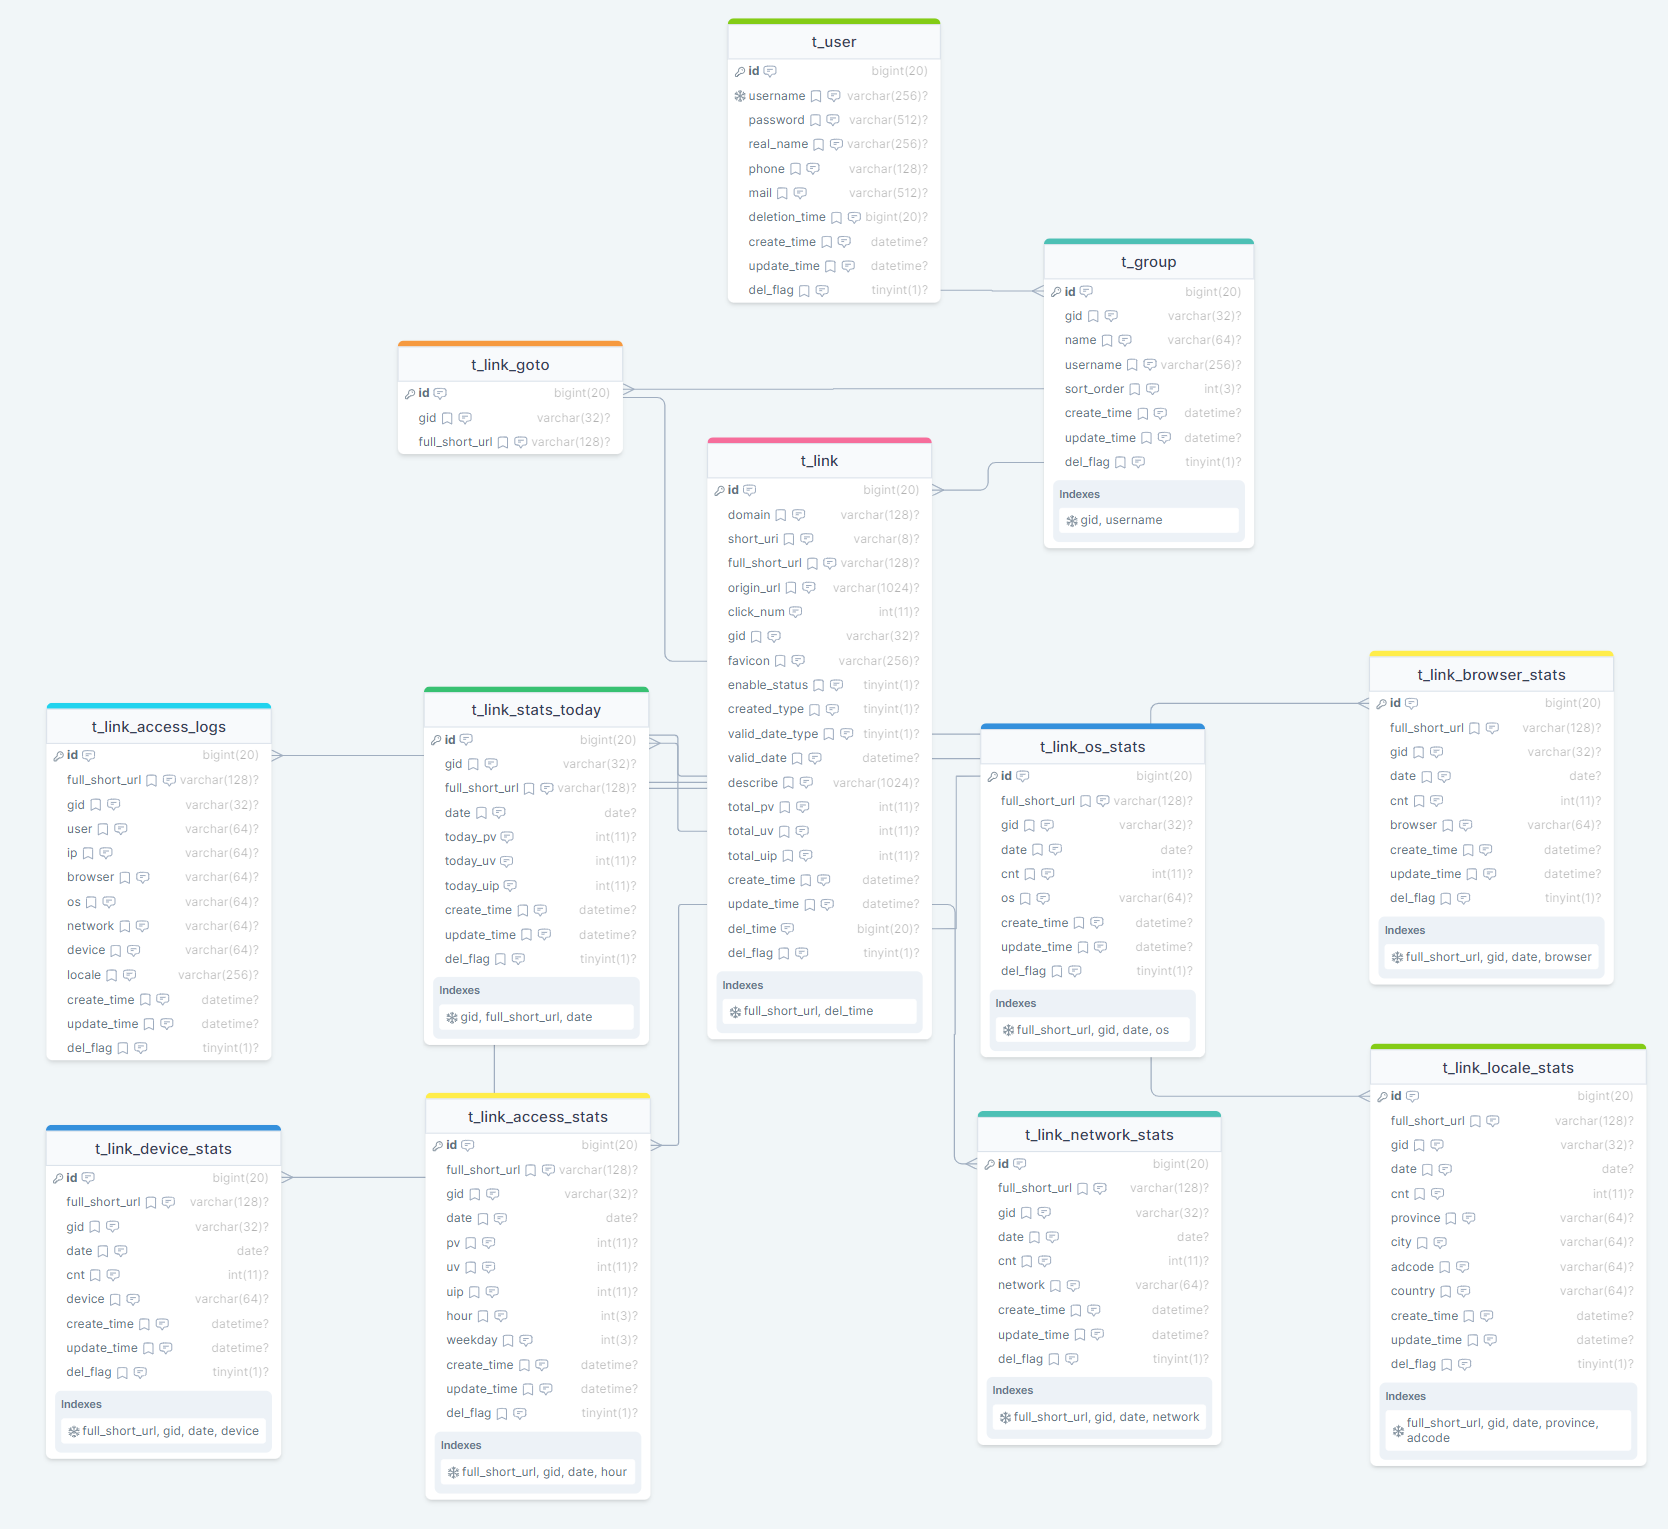 t_user
id bigint(20)
username varchar(256)?
password varchar(512)?
real_name varchar(256)?
phone varchar(128)?
mail varchar(512)?
deletion_time bigint(20)?
create_time datetime?
update_time datetime?
del_flag tinyint(1)?
t_group
id bigint(20)
gid varchar(32)?
name varchar(64)?
username varchar(256)?
sort_order int(3)?
create_time datetime?
update_time datetime?
del_flag tinyint(1)?
Indexes
gid, username
t_link_goto
id bigint(20)
gid varchar(32)?
full_short_url varchar(128)?
t_link
id bigint(20)
domain varchar(128)?
short_uri varchar(8)?
full_short_url varchar(128)?
origin_url varchar(1024)?
click_num int(11)?
gid varchar(32)?
favicon varchar(256)?
enable_status tinyint(1)?
created_type tinyint(1)?
valid_date_type tinyint(1)?
valid_date datetime?
describe varchar(1024)?
total_pv int(11)?
total_uv int(11)?
total_uip int(11)?
create_time datetime?
update_time datetime?
del_time bigint(20)?
del_flag tinyint(1)?
Indexes
full_short_url, del_time
t_link_browser_stats
id bigint(20)
full_short_url varchar(128)?
gid varchar(32)?
date date?
cnt int(11)?
browser varchar(64)?
create_time datetime?
update_time datetime?
del_flag tinyint(1)?
Indexes
full_short_url, gid, date, browser
t_link_access_logs
id bigint(20)
full_short_url varchar(128)?
gid varchar(32)?
user varchar(64)?
ip varchar(64)?
browser varchar(64)?
os varchar(64)?
network varchar(64)?
device varchar(64)?
locale varchar(256)?
create_time datetime?
update_time datetime?
del_flag tinyint(1)?
t_link_stats_today
id bigint(20)
gid varchar(32)?
full_short_url varchar(128)?
date date?
today_pv int(11)?
today_uv int(11)?
today_uip int(11)?
create_time datetime?
update_time datetime?
del_flag tinyint(1)?
Indexes
gid, full_short_url, date
t_link_os_stats
id bigint(20)
full_short_url varchar(128)?
gid varchar(32)?
date date?
cnt int(11)?
os varchar(64)?
create_time datetime?
update_time datetime?
del_flag tinyint(1)?
Indexes
full_short_url, gid, date, os
t_link_device_stats
id bigint(20)
full_short_url varchar(128)?
gid varchar(32)?
date date?
cnt int(11)?
device varchar(64)?
create_time datetime?
update_time datetime?
del_flag tinyint(1)?
Indexes
full_short_url, gid, date, device
t_link_access_stats
id bigint(20)
full_short_url varchar(128)?
gid varchar(32)?
date date?
pv int(11)?
uv int(11)?
uip int(11)?
hour int(3)?
weekday int(3)?
create_time datetime?
update_time datetime?
del_flag tinyint(1)?
Indexes
full_short_url, gid, date, hour
t_link_network_stats
id bigint(20)
full_short_url varchar(128)?
gid varchar(32)?
date date?
cnt int(11)?
network varchar(64)?
create_time datetime?
update_time datetime?
del_flag tinyint(1)?
Indexes
full_short_url, gid, date, network
t_link_locale_stats
id bigint(20)
full_short_url varchar(128)?
gid varchar(32)?
date date?
cnt int(11)?
province varchar(64)?
city varchar(64)?
adcode varchar(64)?
country varchar(64)?
create_time datetime?
update_time datetime?
del_flag tinyint(1)?
Indexes
full_short_url, gid, date, province,
adcode